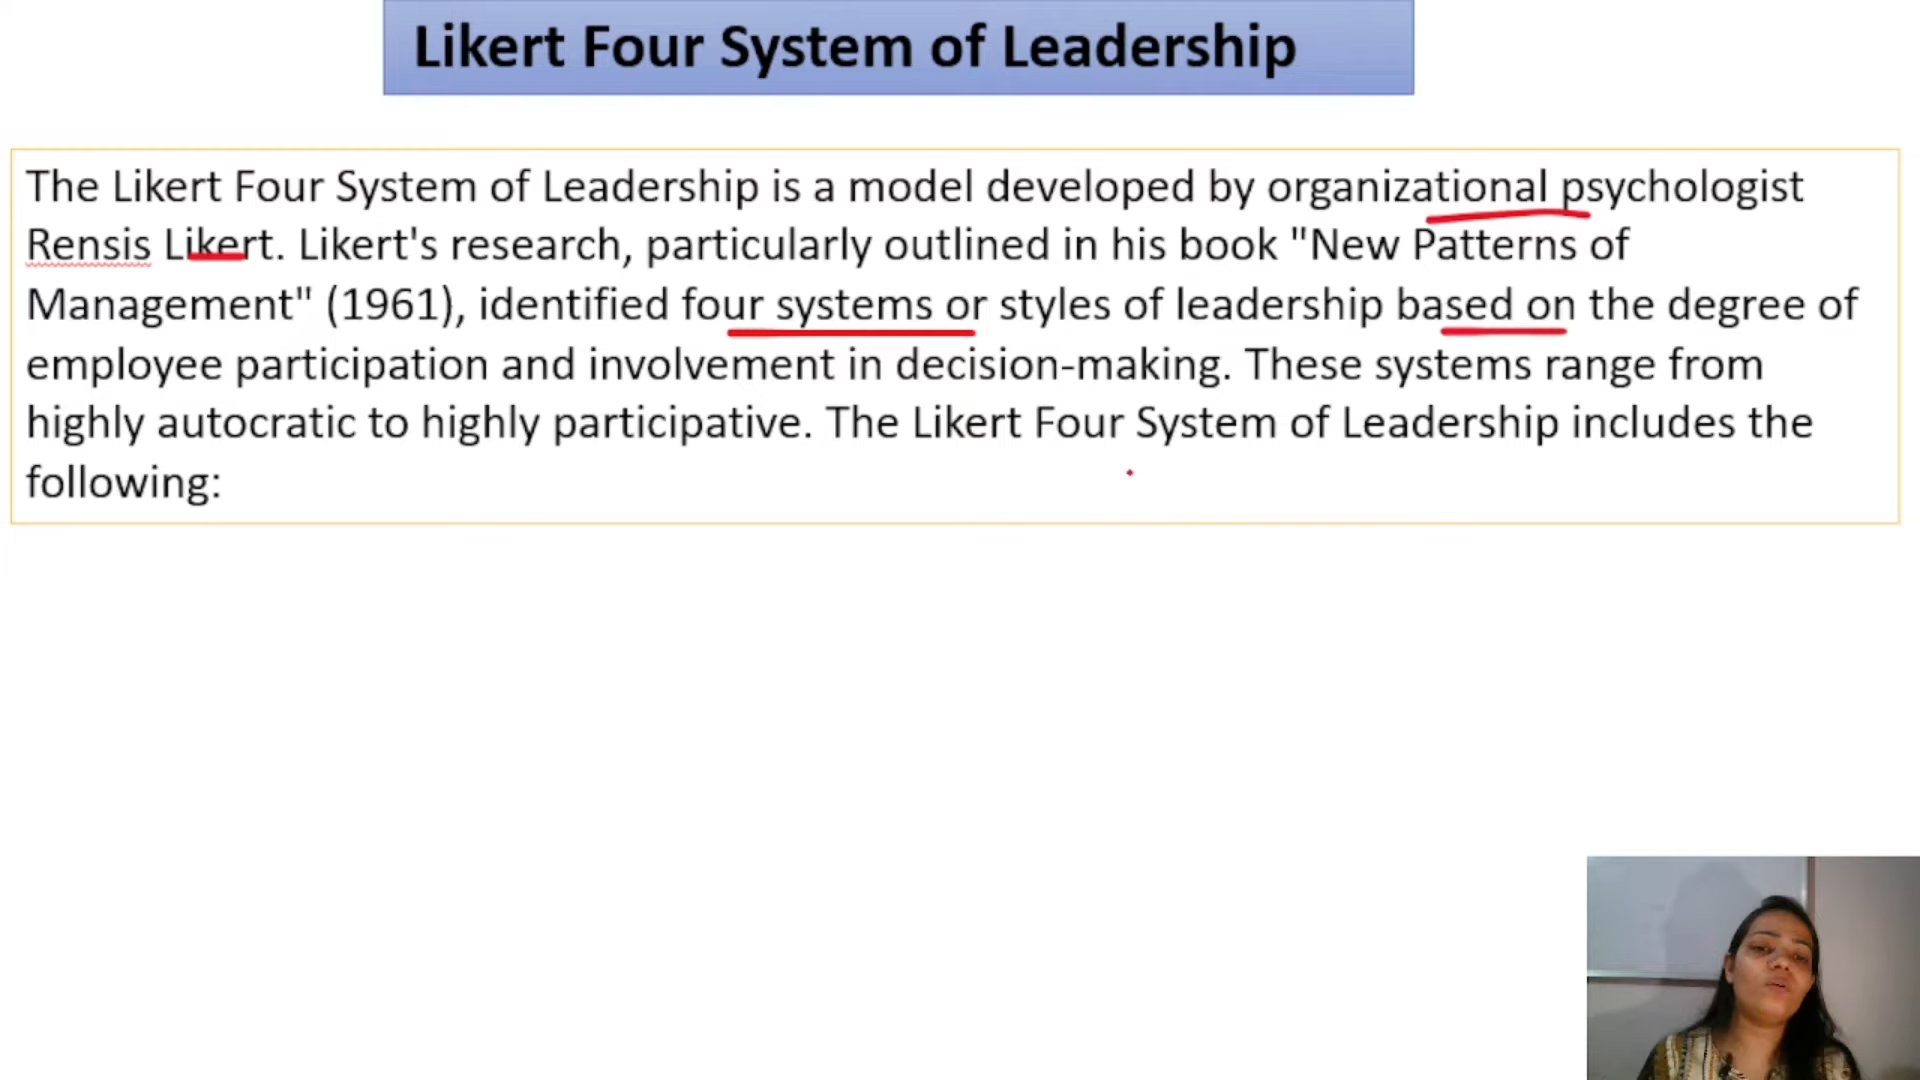 Likert Four System of Leadership
The Likert Four System of Leadership is a model developed by organizational psychologist
Rensis Likert. Likert's research, particularly outlined in his book "New Patterns of
Management" (1961), identified four systems or styles of leadership based on the degree of
employee participation and involvement in decision-making. These systems range from
highly autocratic to highly participative. The Likert Four System of Leadership includes the
following: